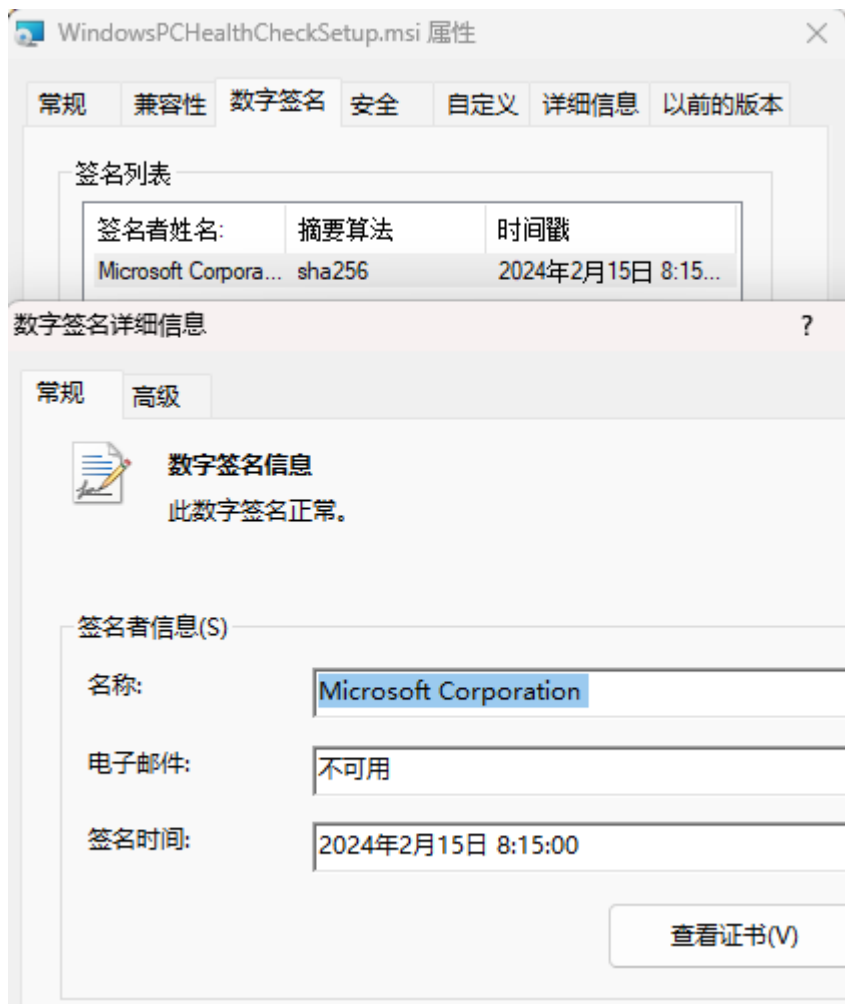 WindowsPCHealthCheckSetup.msi 属性
常规 兼容性 数字签名 安全 自定义 详细信息 以前的版本
签名列表
签名者姓名: 摘要算法 时间戳
Microsoft Corpora... sha256 2024年2月15日 8:15...
数字签名详细信息 ?
常规 高级
数字签名信息
此数字签名正常。
签名者信息(S)
名称: Microsoft Corporation
电子邮件: 不可用
签名时间: 2024年2月15日 8:15:00
查看证书(V)